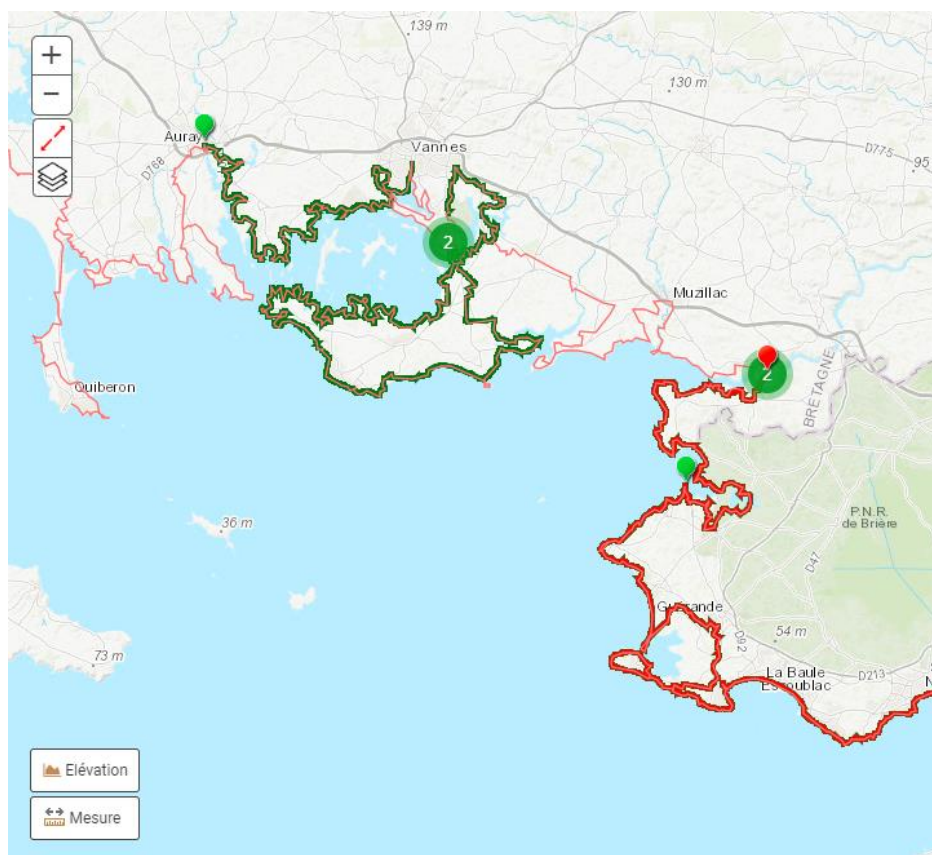 139 m
+
−
130 m
Auray
Vannes
D768
D775
95
2
Muzillac
Quiberon
2
BRETAGNE
P.N.R.
de Brière
36 m
D47
Guérande
D92
54 m
73 m
La Baule
Escoublac
D213
N
Elévation
Mesure